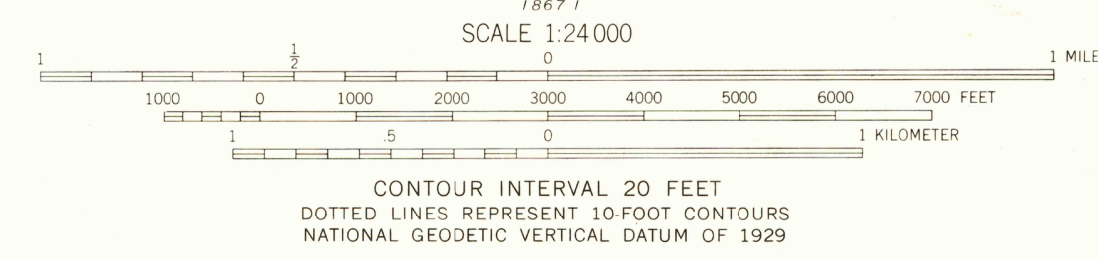 1867 I
SCALE 1:24 000
1 1/2 0 1 MILE
1000 0 1000 2000 3000 4000 5000 6000 7000 FEET
1 .5 0 1 KILOMETER
CONTOUR INTERVAL 20 FEET
DOTTED LINES REPRESENT 10-FOOT CONTOURS
NATIONAL GEODETIC VERTICAL DATUM OF 1929